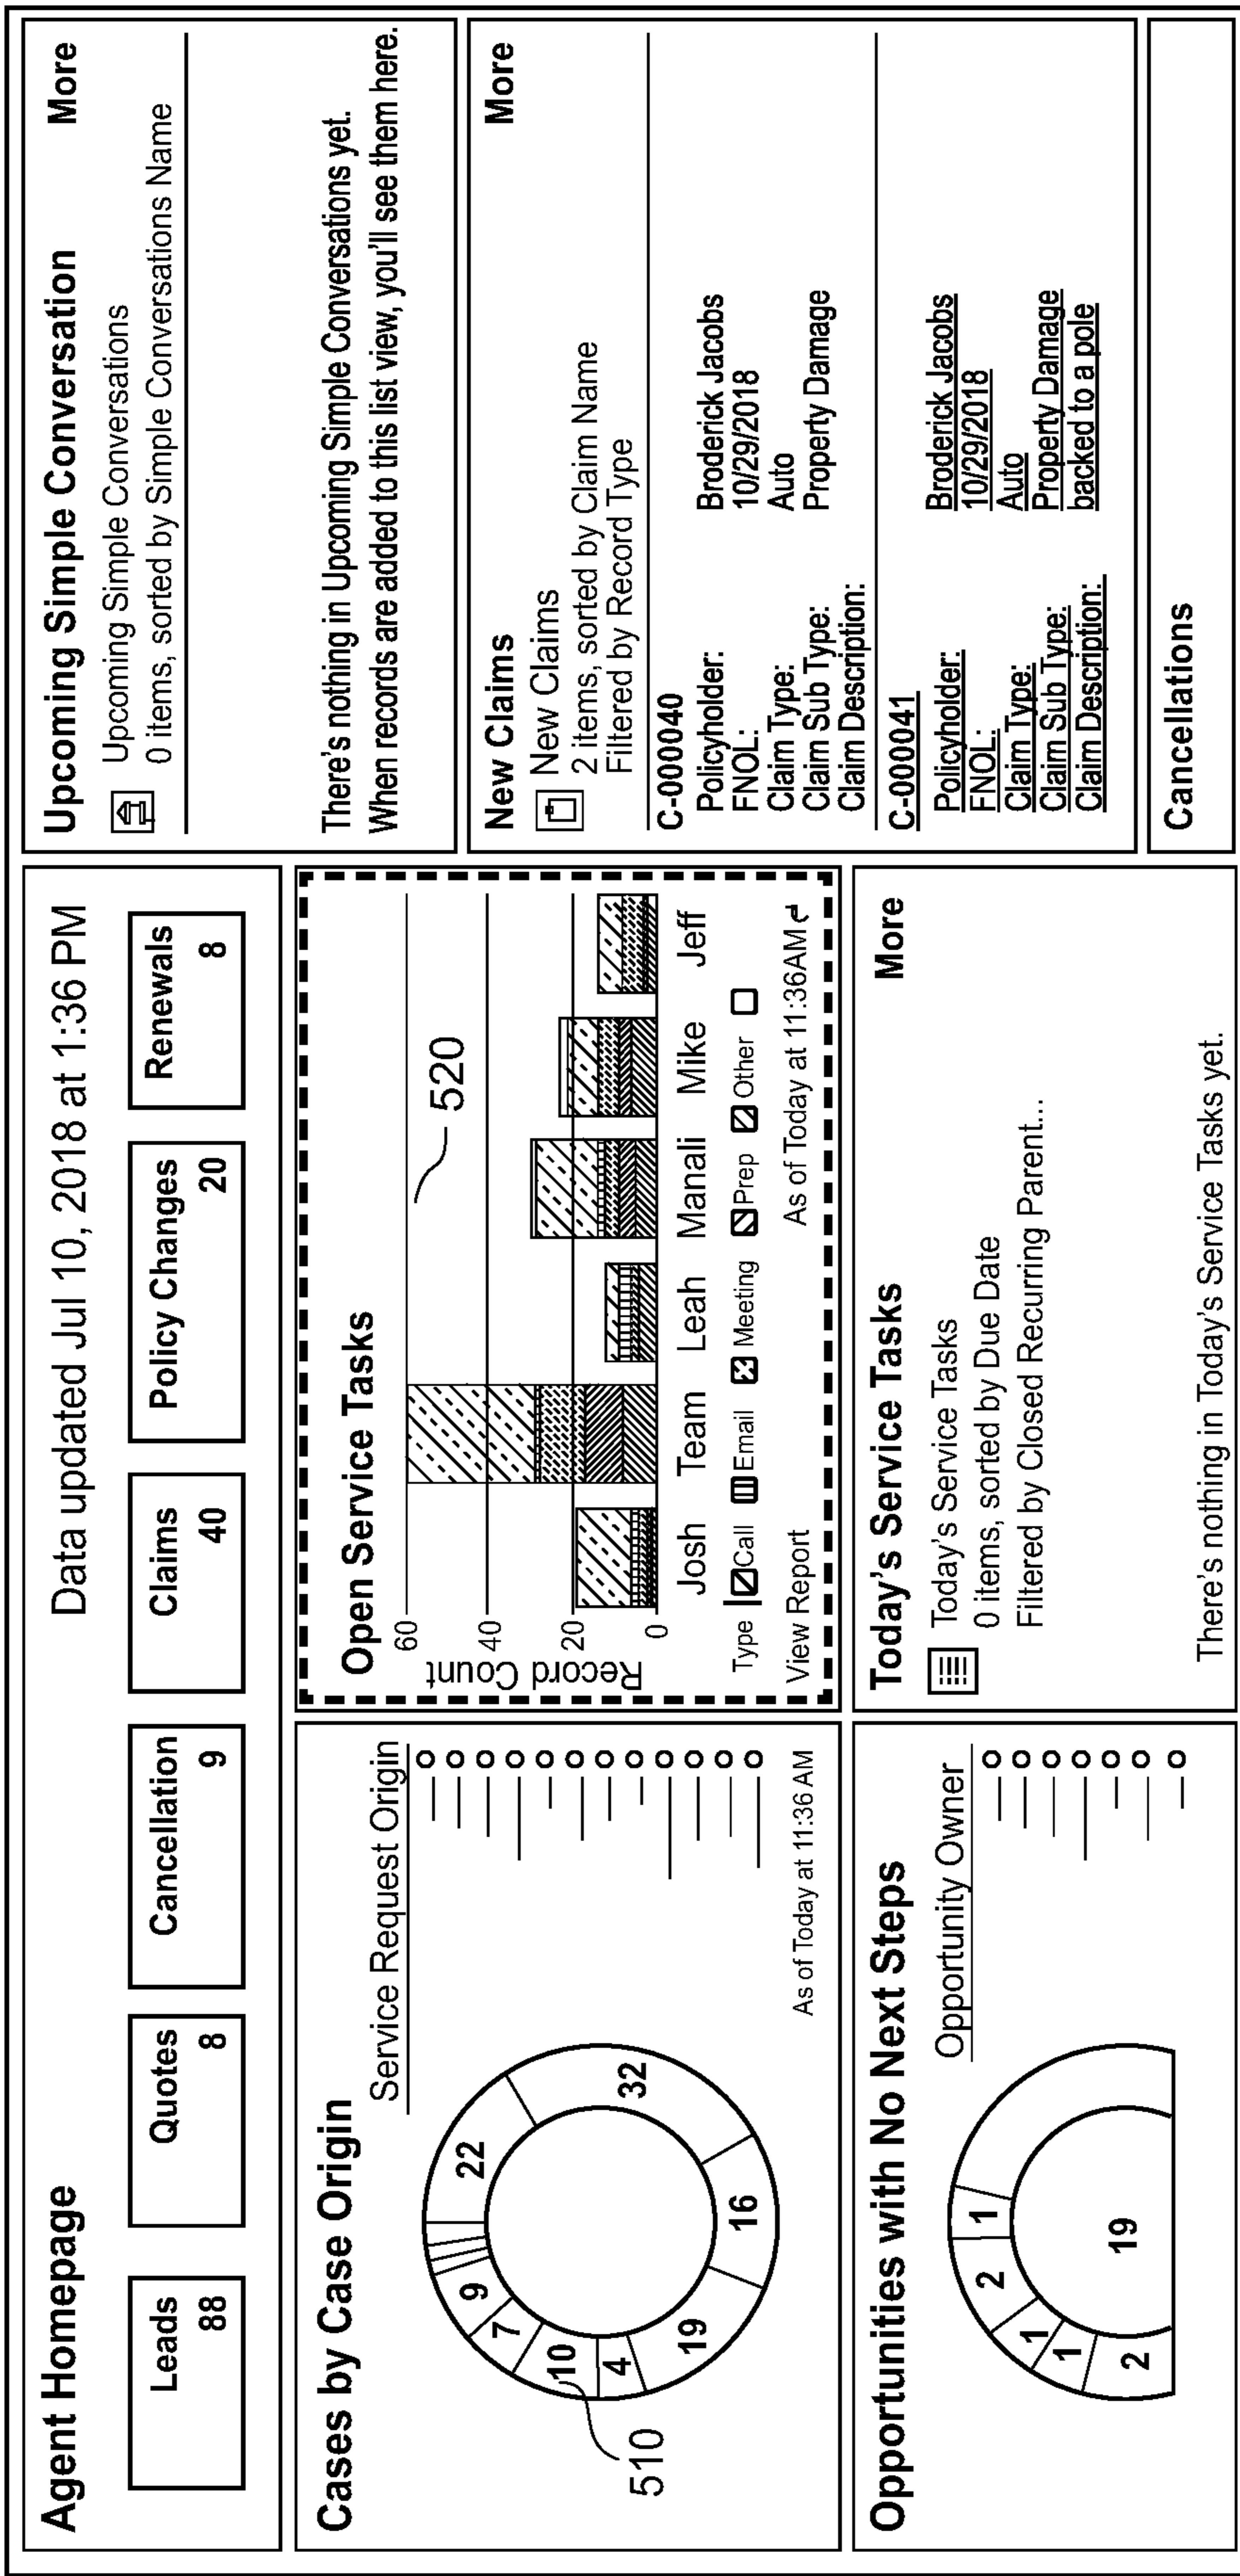 Agent Homepage
Data updated Jul 10, 2018 at 1:36 PM
Leads
88
Quotes
8
Cancellation
9
Claims
40
Policy Changes
20
Renewals
8
Cases by Case Origin
Service Request Origin
22
32
16
19
4
10
7
9
510
As of Today at 11:36 AM
Open Service Tasks
520
Record Count
60
40
20
0
Josh Team Leah Manali Mike Jeff
Type Call Email Meeting Prep Other
View Report
As of Today at 11:36AM
Opportunities with No Next Steps
Opportunity Owner
1
2
1
1
2
19
Today's Service Tasks
More
Today's Service Tasks
0 items, sorted by Due Date
Filtered by Closed Recurring Parent...
There's nothing in Today's Service Tasks yet.
Upcoming Simple Conversation
More
Upcoming Simple Conversations
0 items, sorted by Simple Conversations Name
There's nothing in Upcoming Simple Conversations yet.
When records are added to this list view, you'll see them here.
New Claims
More
New Claims
2 items, sorted by Claim Name
Filtered by Record Type
C-000040
Policyholder: Broderick Jacobs
FNOL: 10/29/2018
Claim Type: Auto
Claim Sub Type: Property Damage
Claim Description:
C-000041
Policyholder: Broderick Jacobs
FNOL: 10/29/2018
Claim Type: Auto
Claim Sub Type: Property Damage
Claim Description: backed to a pole
Cancellations